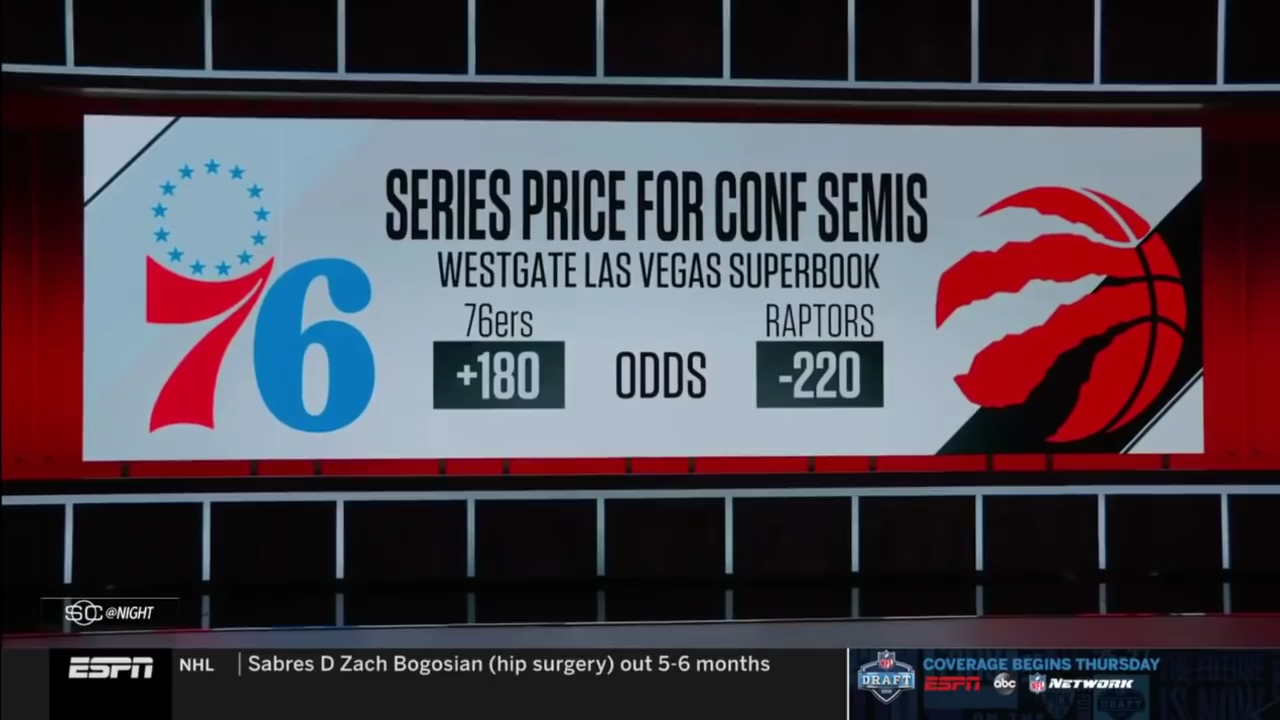 76
SERIES PRICE FOR CONF SEMIS
WESTGATE LAS VEGAS SUPERBOOK
76ers
RAPTORS
+180
ODDS
-220
SC @NIGHT
ESPN
NHL
Sabres D Zach Bogosian (hip surgery) out 5-6 months
NFL
DRAFT
COVERAGE BEGINS THURSDAY
ESPN abc NFL NETWORK